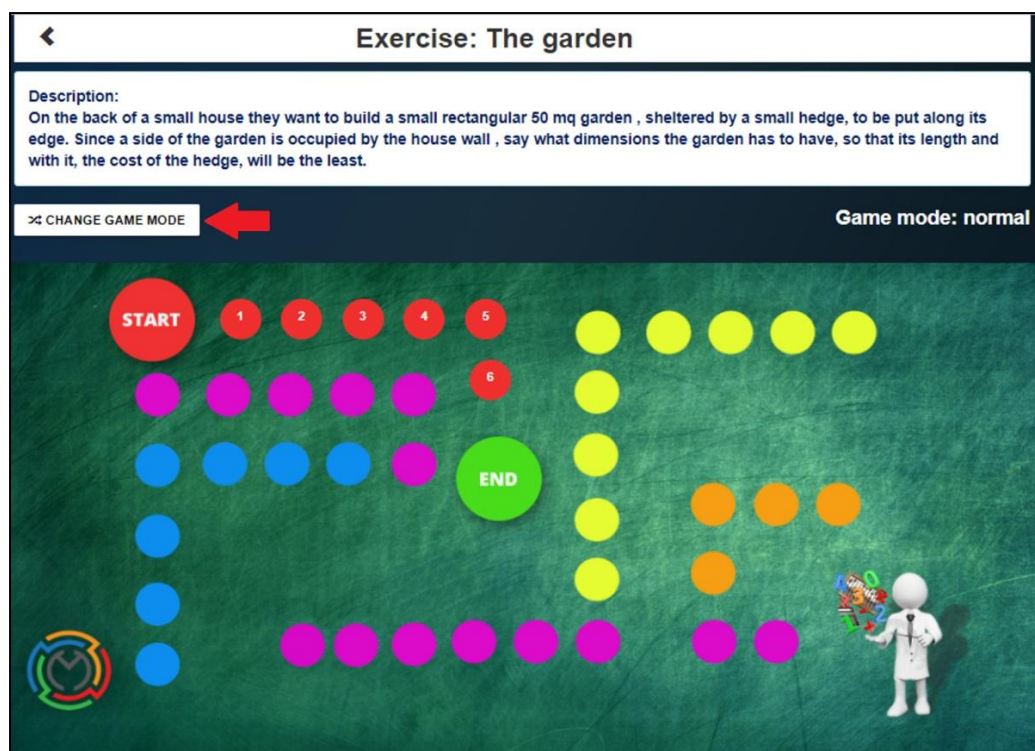 Exercise: The garden
Description:
On the back of a small house they want to build a small rectangular 50 mq garden , sheltered by a small hedge, to be put along its
edge. Since a side of the garden is occupied by the house wall , say what dimensions the garden has to have, so that its length and
with it, the cost of the hedge, will be the least.
CHANGE GAME MODE
Game mode: normal
START
1
2
3
4
5
6
END